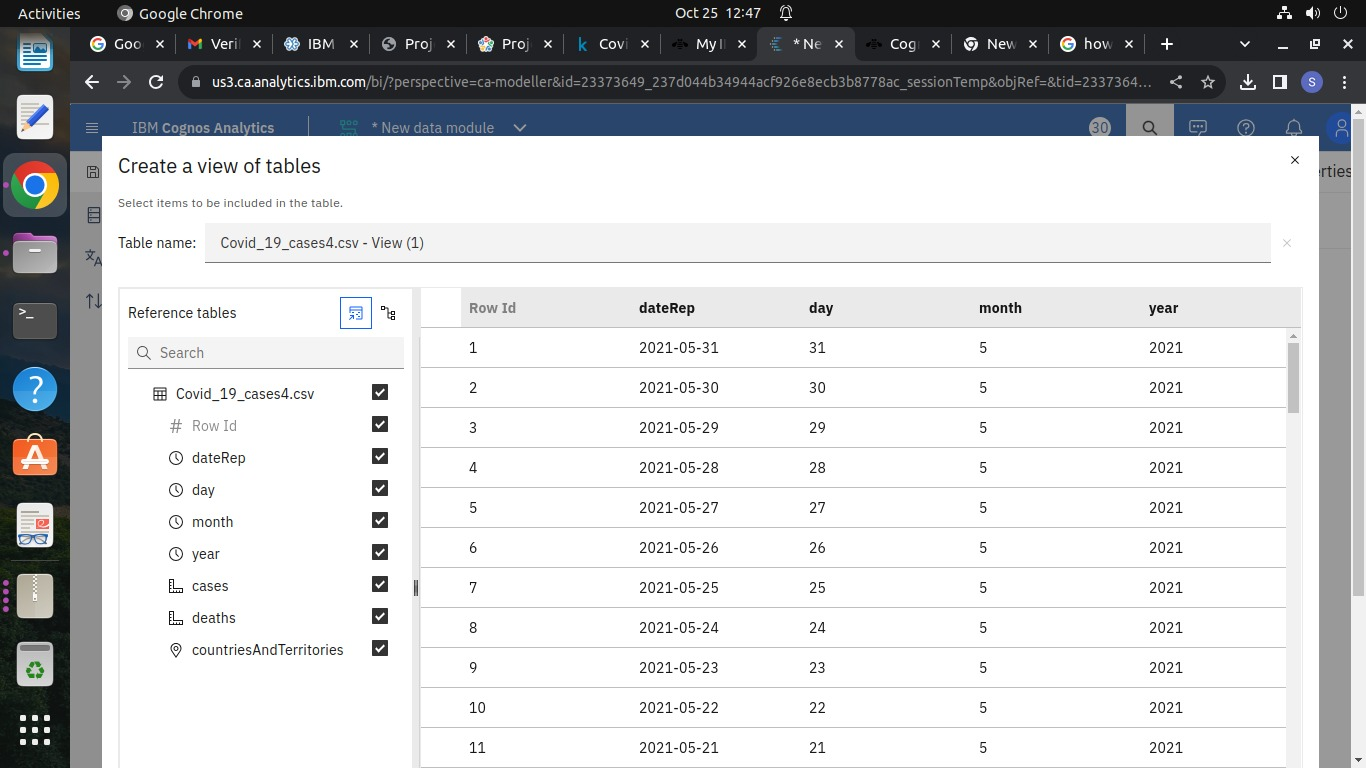 Activities Google Chrome Oct 25 12:47
Goo Veri IBM Proj Proj Covi My I * Ne Cog New how
us3.ca.analytics.ibm.com/bi/?perspective=ca-modeller&id=23373649_237d044b34944acf926e8ecb3b8778ac_sessionTemp&objRef=&tid=2337364... S
IBM Cognos Analytics * New data module 30
Create a view of tables
erties
Select items to be included in the table.
Table name: Covid_19_cases4.csv - View (1)
Reference tables
Search
Covid_19_cases4.csv
Row Id
dateRep
day
month
year
cases
deaths
countriesAndTerritories
Row Id dateRep day month year
1 2021-05-31 31 5 2021
2 2021-05-30 30 5 2021
3 2021-05-29 29 5 2021
4 2021-05-28 28 5 2021
5 2021-05-27 27 5 2021
6 2021-05-26 26 5 2021
7 2021-05-25 25 5 2021
8 2021-05-24 24 5 2021
9 2021-05-23 23 5 2021
10 2021-05-22 22 5 2021
11 2021-05-21 21 5 2021